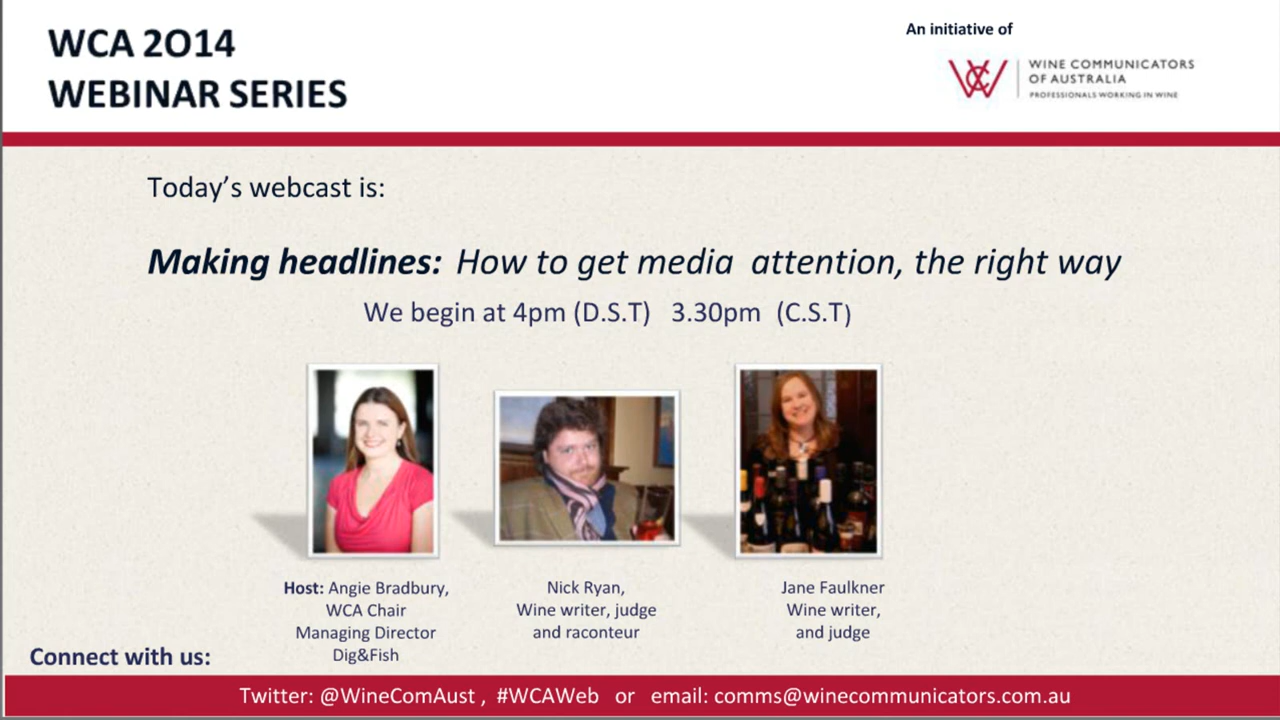 WCA 2014
WEBINAR SERIES
An initiative of
WINE COMMUNICATORS
OF AUSTRALIA
PROFESSIONALS WORKING IN WINE
Today’s webcast is:
Making headlines: How to get media attention, the right way
We begin at 4pm (D.S.T) 3.30pm (C.S.T)
Host: Angie Bradbury,
WCA Chair
Managing Director
Dig&Fish
Nick Ryan,
Wine writer, judge
and raconteur
Jane Faulkner
Wine writer,
and judge
Connect with us:
Twitter: @WineComAust , #WCAWeb or email: comms@winecommunicators.com.au